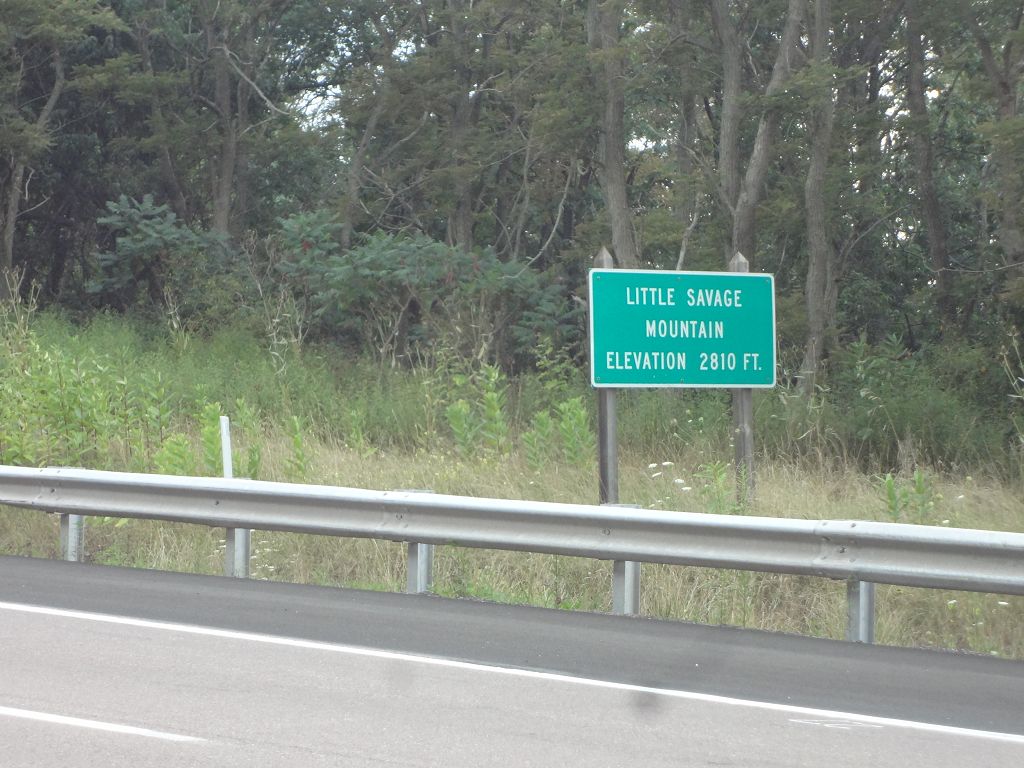 LITTLE SAVAGE
MOUNTAIN
ELEVATION 2810 FT.